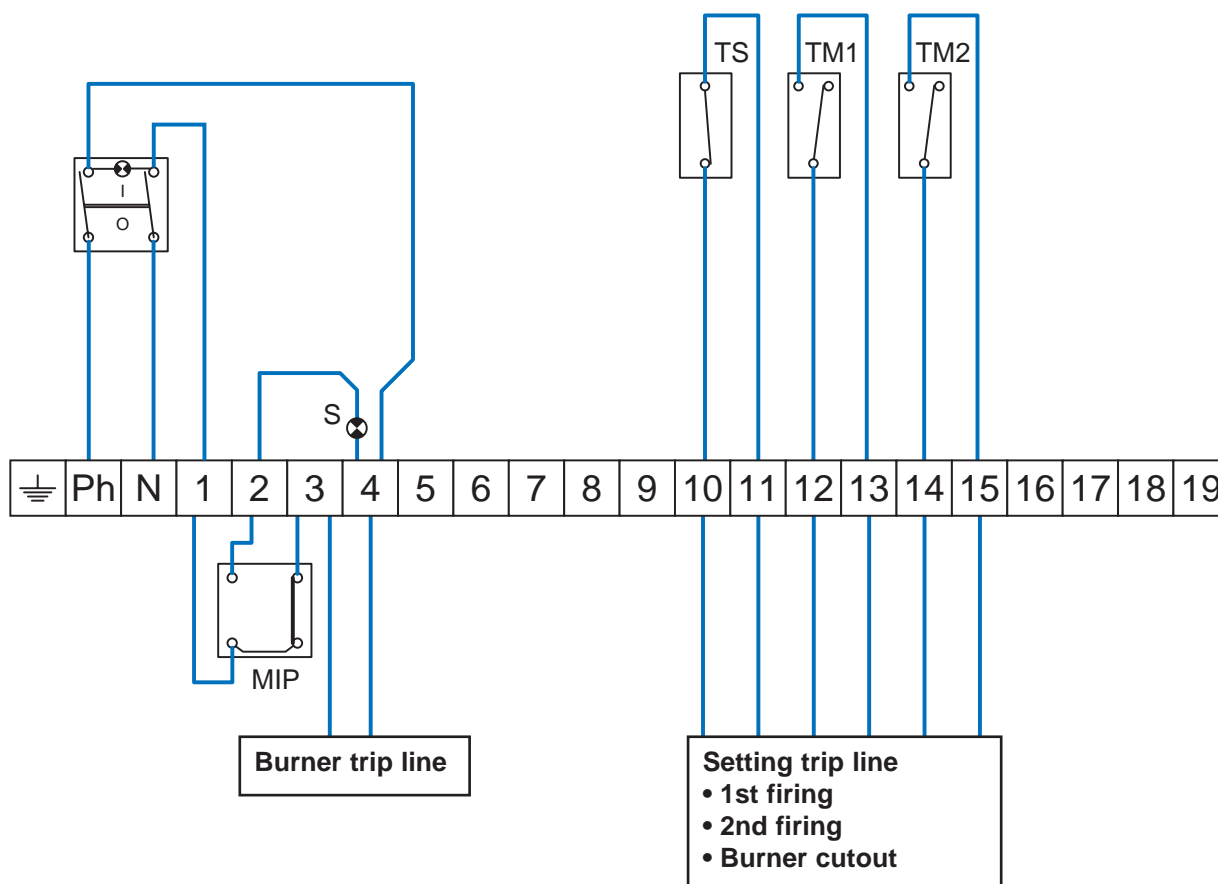 TS TM1 TM2
I
O
S
Ph N 1 2 3 4 5 6 7 8 9 10 11 12 13 14 15 16 17 18 19
MIP
Burner trip line
Setting trip line
• 1st firing
• 2nd firing
• Burner cutout